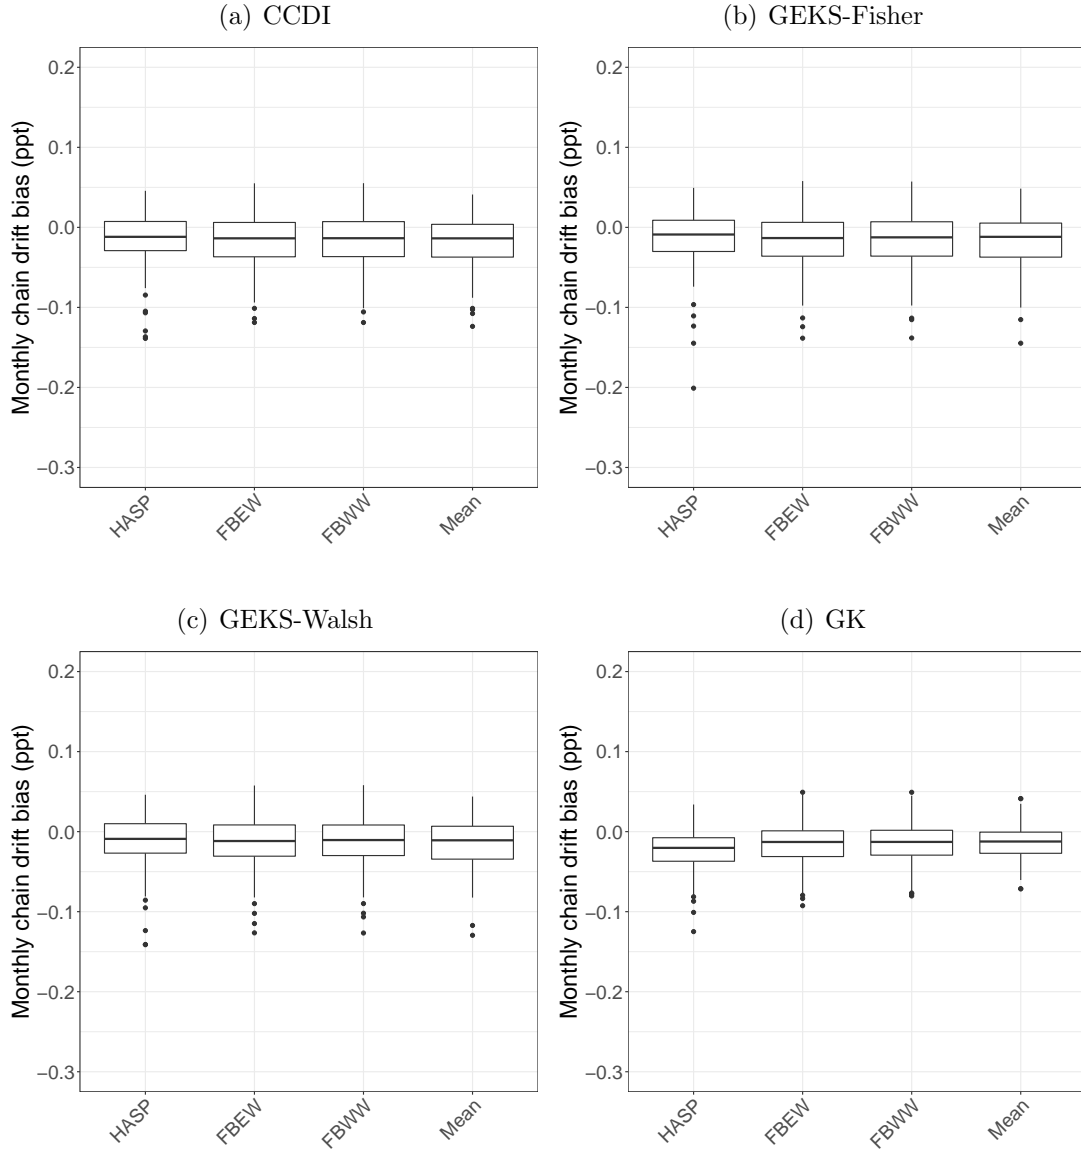 (a) CCDI
Monthly chain drift bias (ppt)
0.2
0.1
0.0
−0.1
−0.2
−0.3
HASP
FBEW
FBWW
Mean
(b) GEKS-Fisher
Monthly chain drift bias (ppt)
0.2
0.1
0.0
−0.1
−0.2
−0.3
HASP
FBEW
FBWW
Mean
(c) GEKS-Walsh
Monthly chain drift bias (ppt)
0.2
0.1
0.0
−0.1
−0.2
−0.3
HASP
FBEW
FBWW
Mean
(d) GK
Monthly chain drift bias (ppt)
0.2
0.1
0.0
−0.1
−0.2
−0.3
HASP
FBEW
FBWW
Mean